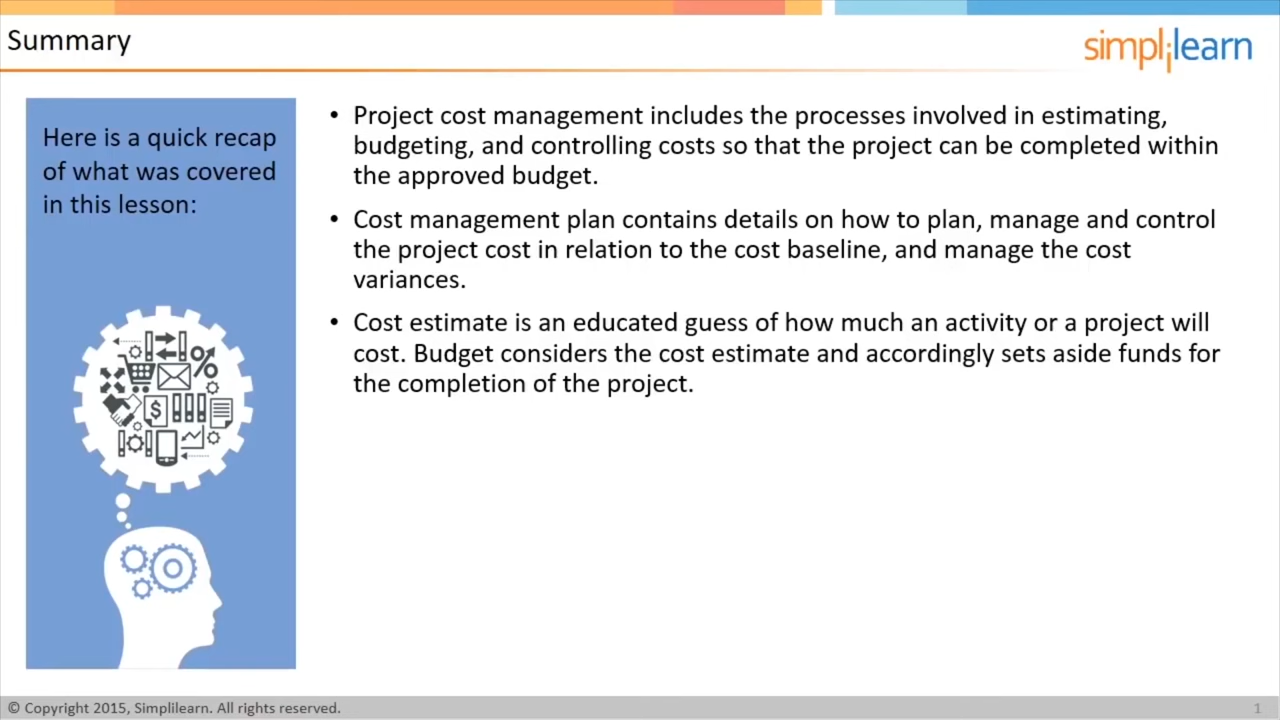 Summary
simplilearn
Here is a quick recap
of what was covered
in this lesson:
• Project cost management includes the processes involved in estimating,
budgeting, and controlling costs so that the project can be completed within
the approved budget.
• Cost management plan contains details on how to plan, manage and control
the project cost in relation to the cost baseline, and manage the cost
variances.
• Cost estimate is an educated guess of how much an activity or a project will
cost. Budget considers the cost estimate and accordingly sets aside funds for
the completion of the project.
% 
$
© Copyright 2015, Simplilearn. All rights reserved.
1